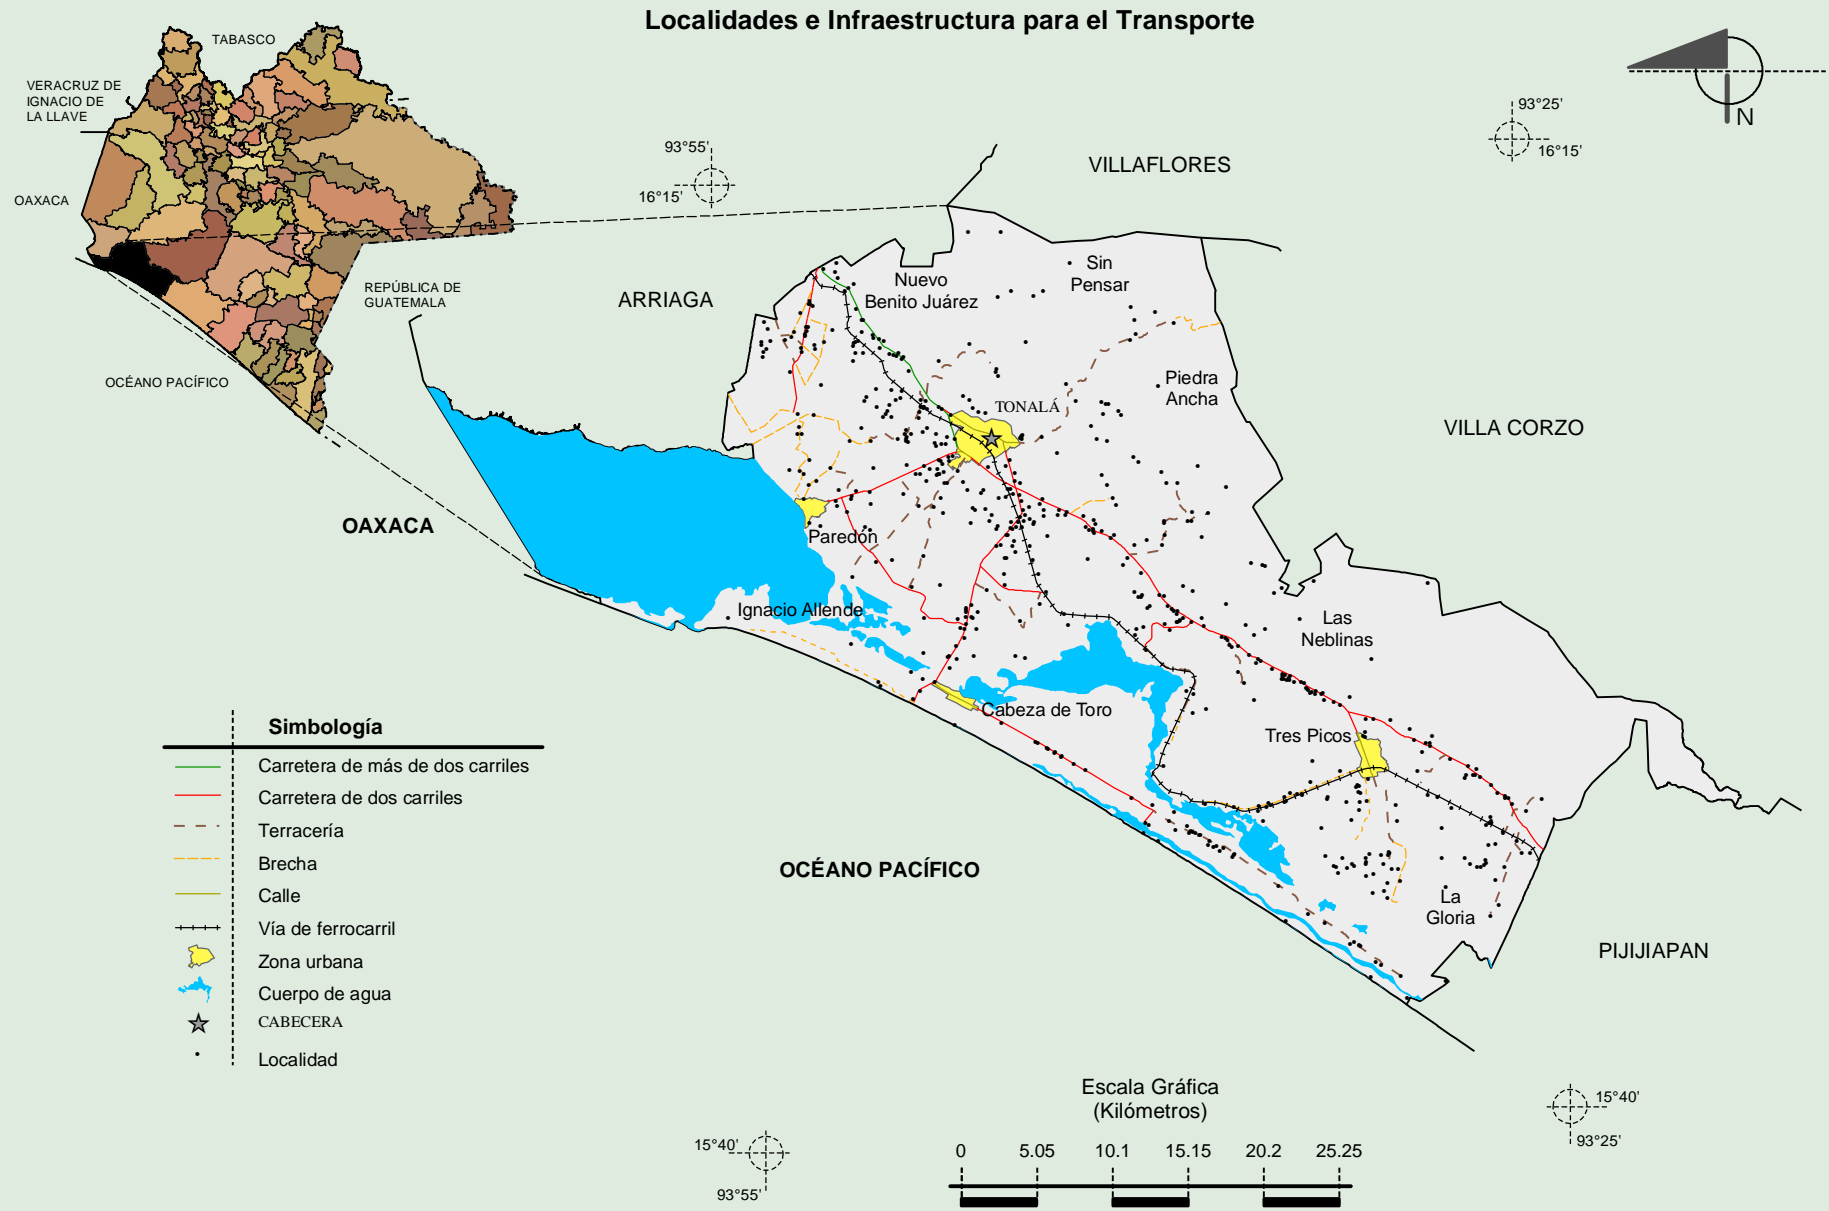 Localidades e Infraestructura para el Transporte
TABASCO
VERACRUZ DE
IGNACIO DE
LA LLAVE
OAXACA
REPÚBLICA DE
GUATEMALA
OCÉANO PACÍFICO
93°55'
16°15'
93°25'
16°15'
N
VILLAFLORES
ARRIAGA
Nuevo
Benito Juárez
Sin
Pensar
Piedra
Ancha
TONALÁ
VILLA CORZO
OAXACA
Paredón
Ignacio Allende
Las
Neblinas
Cabeza de Toro
Tres Picos
OCÉANO PACÍFICO
La
Gloria
PIJIJIAPAN
Simbología
Carretera de más de dos carriles
Carretera de dos carriles
Terracería
Brecha
Calle
Vía de ferrocarril
Zona urbana
Cuerpo de agua
CABECERA
Localidad
Escala Gráfica
(Kilómetros)
0 5.05 10.1 15.15 20.2 25.25
15°40'
93°55'
15°40'
93°25'